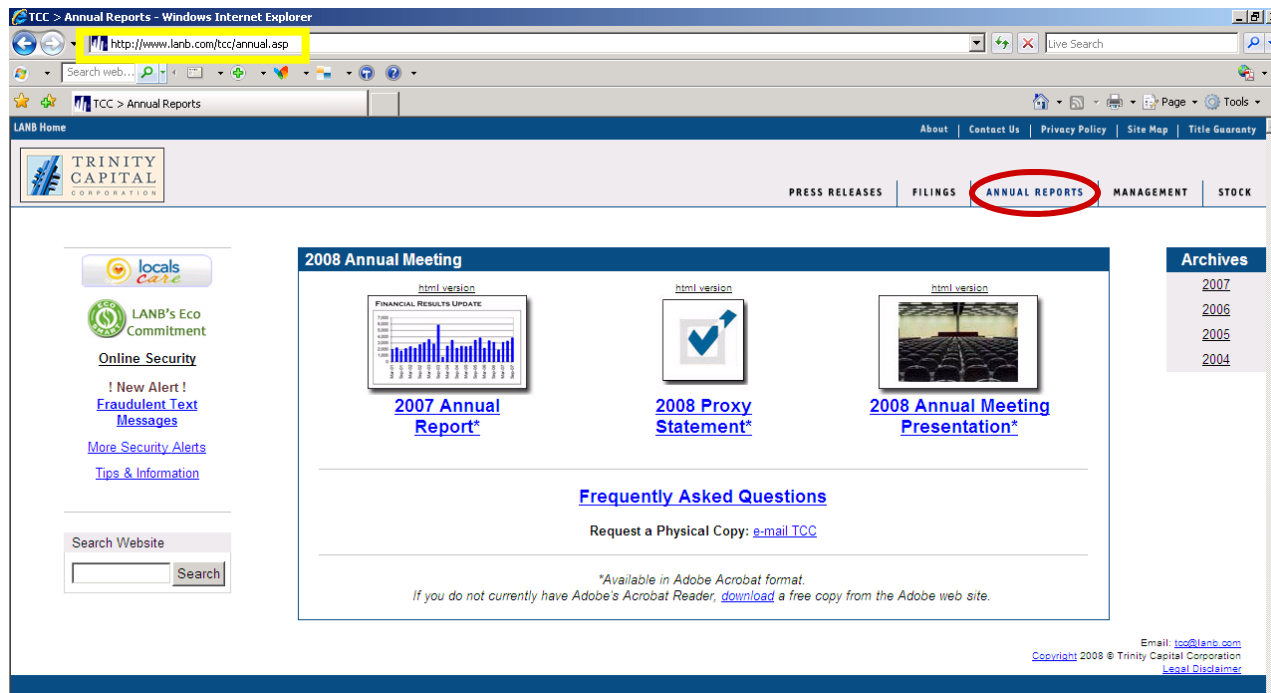 TCC > Annual Reports - Windows Internet Explorer
http://www.lanb.com/tcc/annual.asp
Live Search
Search web...
TCC > Annual Reports
Page
Tools
LANB Home
About | Contact Us | Privacy Policy | Site Map | Title Guaranty
TRINITY
CAPITAL
CORPORATION
PRESS RELEASES
FILINGS
ANNUAL REPORTS
MANAGEMENT
STOCK
locals
care
LANB's Eco
Commitment
Online Security
! New Alert !
Fraudulent Text
Messages
More Security Alerts
Tips & Information
Search Website
Search
2008 Annual Meeting
html version
FINANCIAL RESULTS UPDATE
2007 Annual
Report*
html version
2008 Proxy
Statement*
html version
2008 Annual Meeting
Presentation*
Frequently Asked Questions
Request a Physical Copy: e-mail TCC
*Available in Adobe Acrobat format.
If you do not currently have Adobe's Acrobat Reader, download a free copy from the Adobe web site.
Archives
2007
2006
2005
2004
Email: tcc@lanb.com
Copyright 2008 © Trinity Capital Corporation
Legal Disclaimer